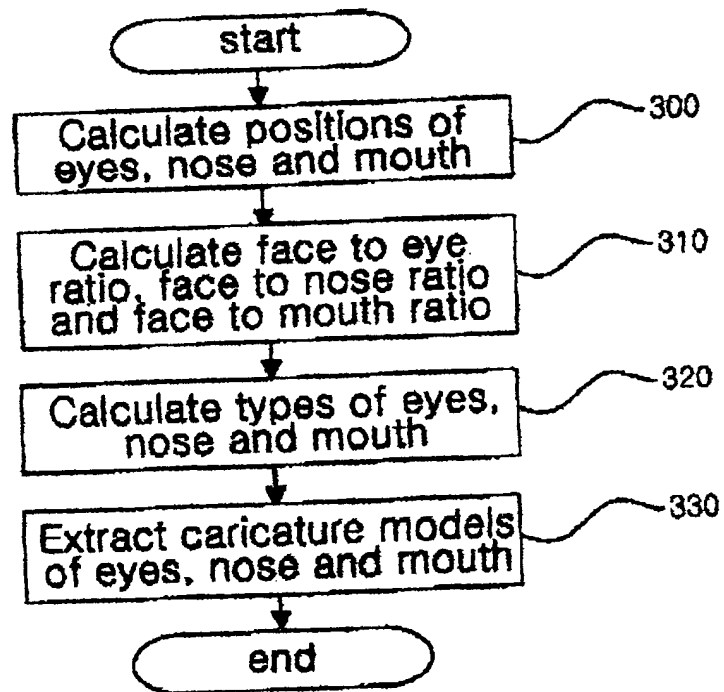 start
Calculate positions of
eyes, nose and mouth
300
Calculate face to eye
ratio, face to nose ratio
and face to mouth ratio
310
Calculate types of eyes,
nose and mouth
320
Extract caricature models
of eyes, nose and mouth
330
end